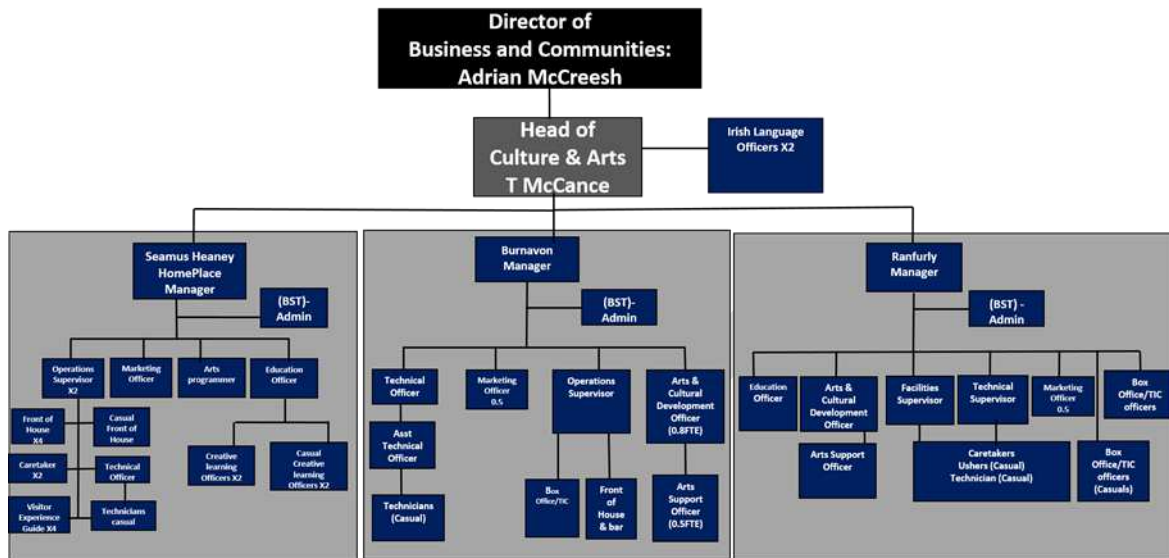 Director of
Business and Communities:
Adrian McCreesh
Head of
Culture & Arts
T McCance
Irish Language
Officers X2
Seamus Heaney
HomePlace
Manager
(BST)-
Admin
Operations
Supervisor
X2
Marketing
Officer
Arts
programmer
Education
Officer
Front of
House X4
Casual
Front of
House
Caretaker
X2
Technical
Officer
Visitor
Experience
Guide X4
Technicians
casual
Creative
learning
Officers X2
Casual
Creative
learning
Officers X2
Burnavon
Manager
(BST)-
Admin
Technical
Officer
Marketing
Officer
0.5
Operations
Supervisor
Arts &
Cultural
Development
Officer
(0.8FTE)
Asst
Technical
Officer
Technicians
(Casual)
Box
Office/TIC
Front
of
House
& bar
Arts
Support
Officer
(0.5FTE)
Ranfurly
Manager
(BST) -
Admin
Education
Officer
Arts &
Cultural
Development
Officer
Facilities
Supervisor
Technical
Supervisor
Marketing
Officer 0.5
Box
Office/TIC
officers
Arts Support
Officer
Caretakers
Ushers (Casual)
Technician (Casual)
Box
Office/TIC
officers
(Casuals)